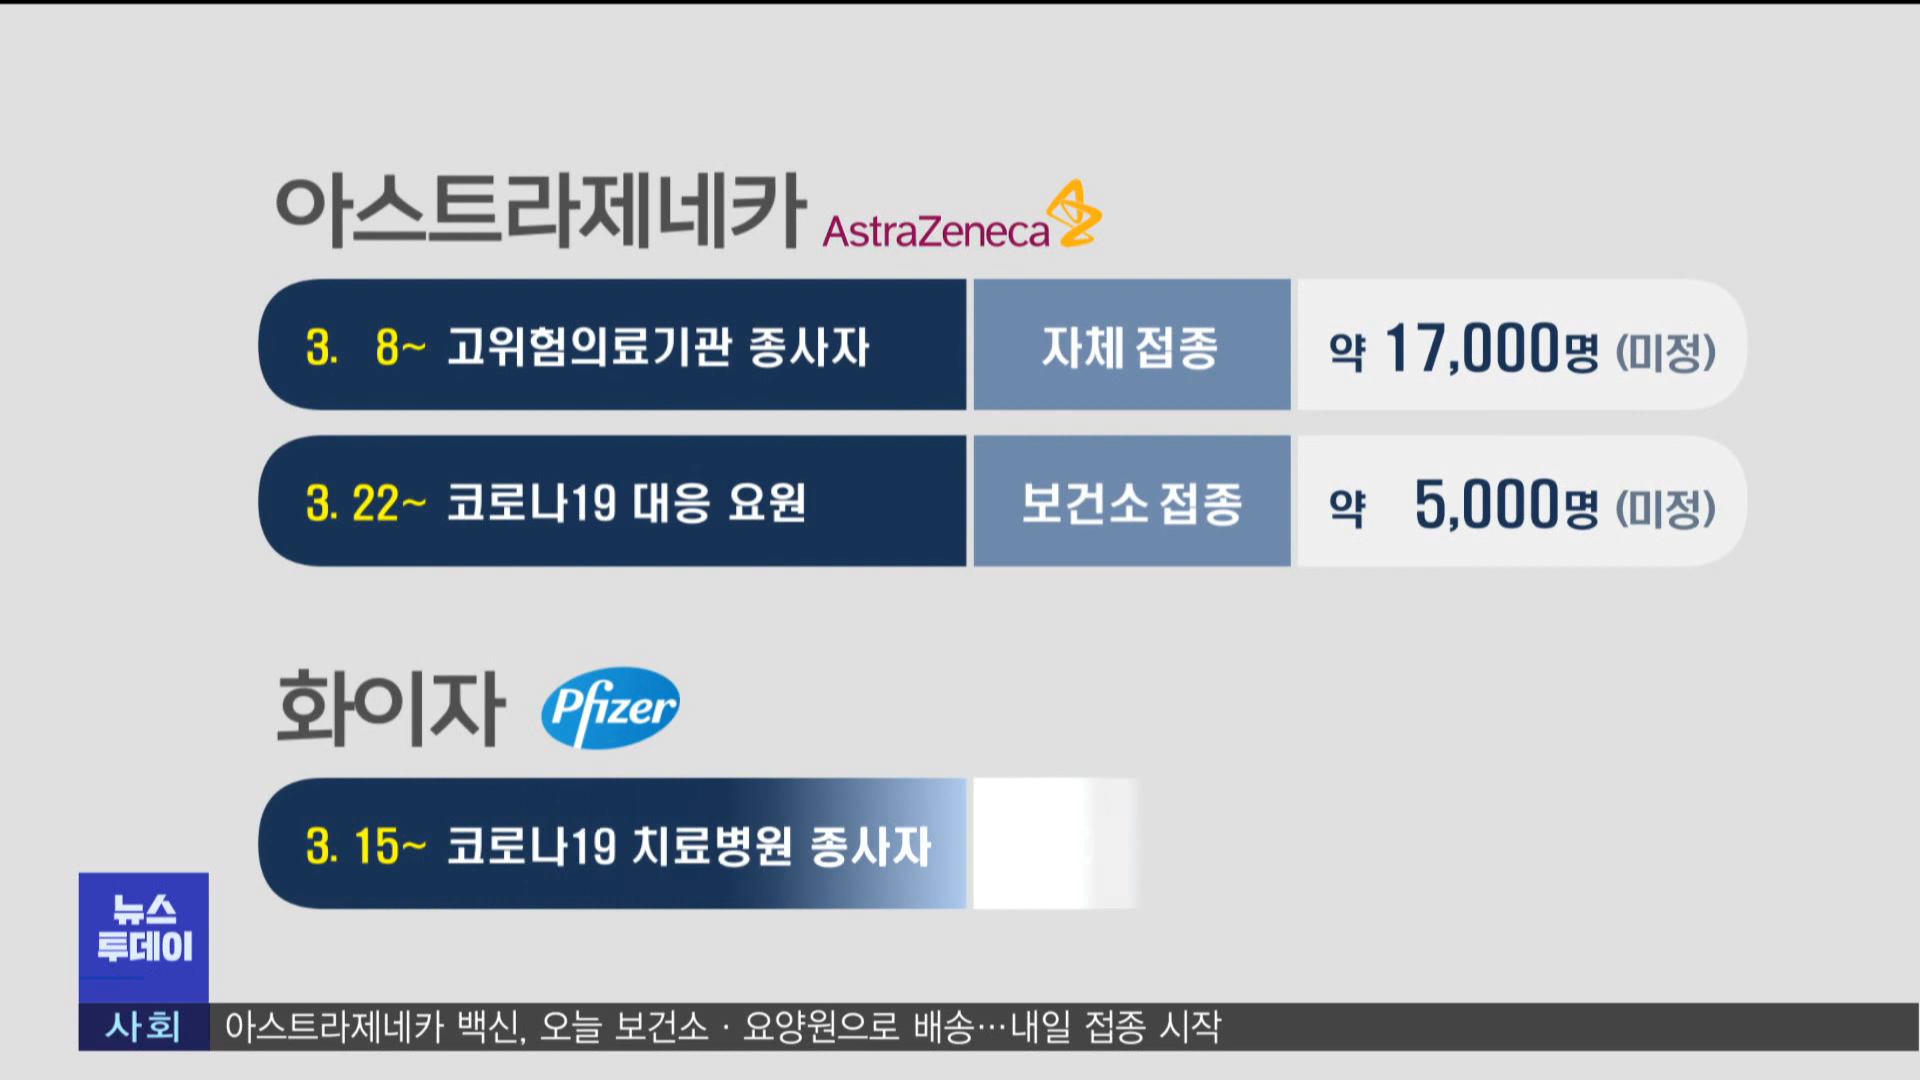 아스트라제네카 AstraZeneca
3. 8~ 고위험의료기관 종사자 자체 접종 약 17,000명 (미정)
3. 22~ 코로나19 대응 요원 보건소 접종 약 5,000명 (미정)
화이자 Pfizer
3. 15~ 코로나19 치료병원 종사자
뉴스
투데이
사회 아스트라제네카 백신, 오늘 보건소 · 요양원으로 배송…내일 접종 시작